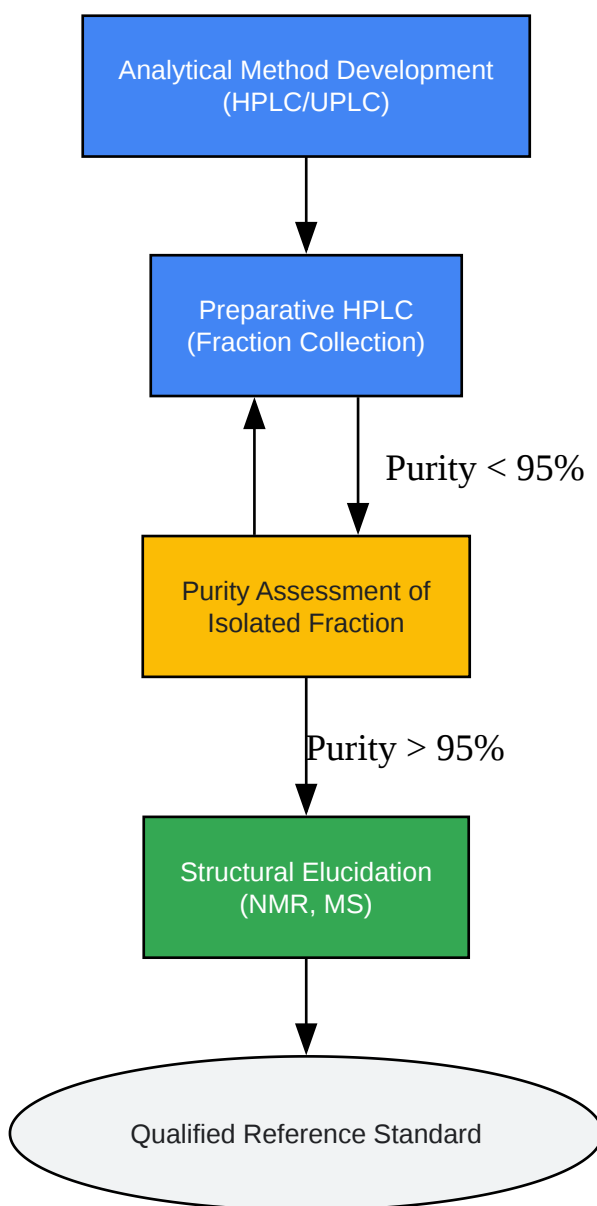 Analytical Method Development
(HPLC/UPLC)
Preparative HPLC
(Fraction Collection)
Purity < 95%
Purity Assessment of
Isolated Fraction
Purity > 95%
Structural Elucidation
(NMR, MS)
Qualified Reference Standard